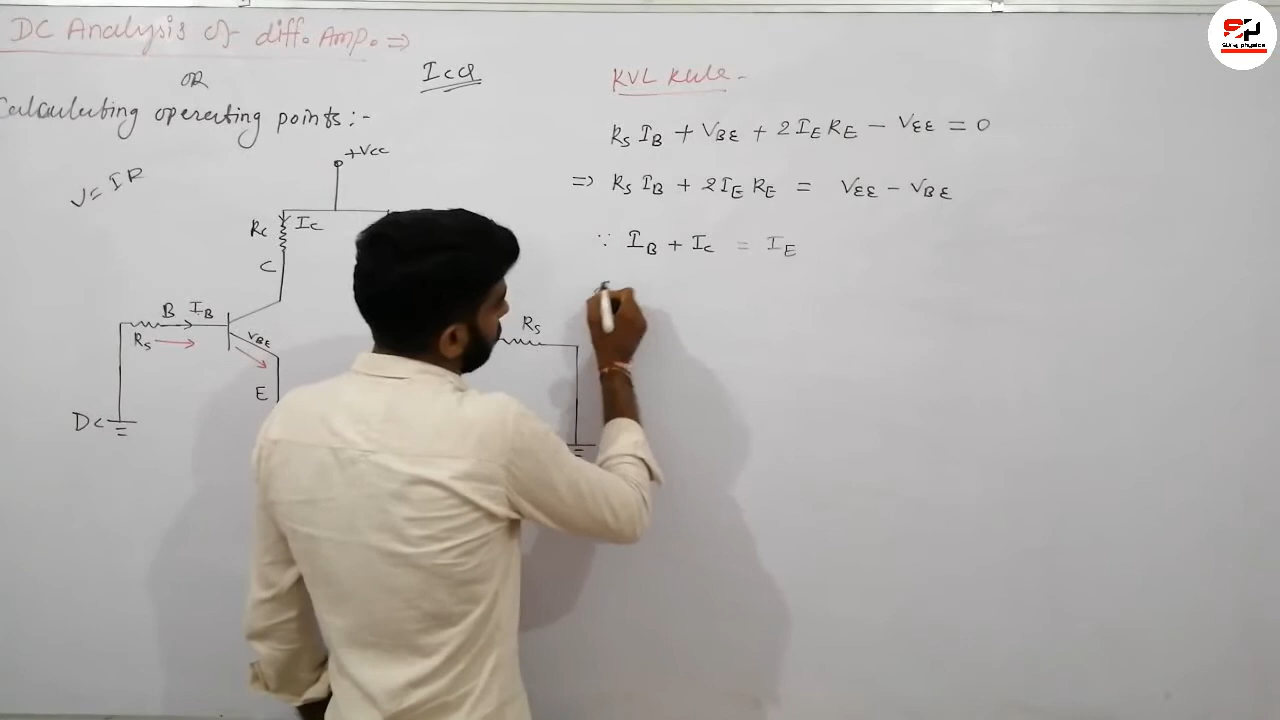 DC Analysis of diff. Amp. ⇒
OR
Calculating operating points:-
V = IR
ICQ
+VCC
RC
IC
C
B
IB
RS
VBE
E
DC
RS
KVL Rule -
RS IB + VBE + 2IE RE - VEE = 0
⇒ RS IB + 2IE RE = VEE - VBE
∵ IB + IC = IE
SP